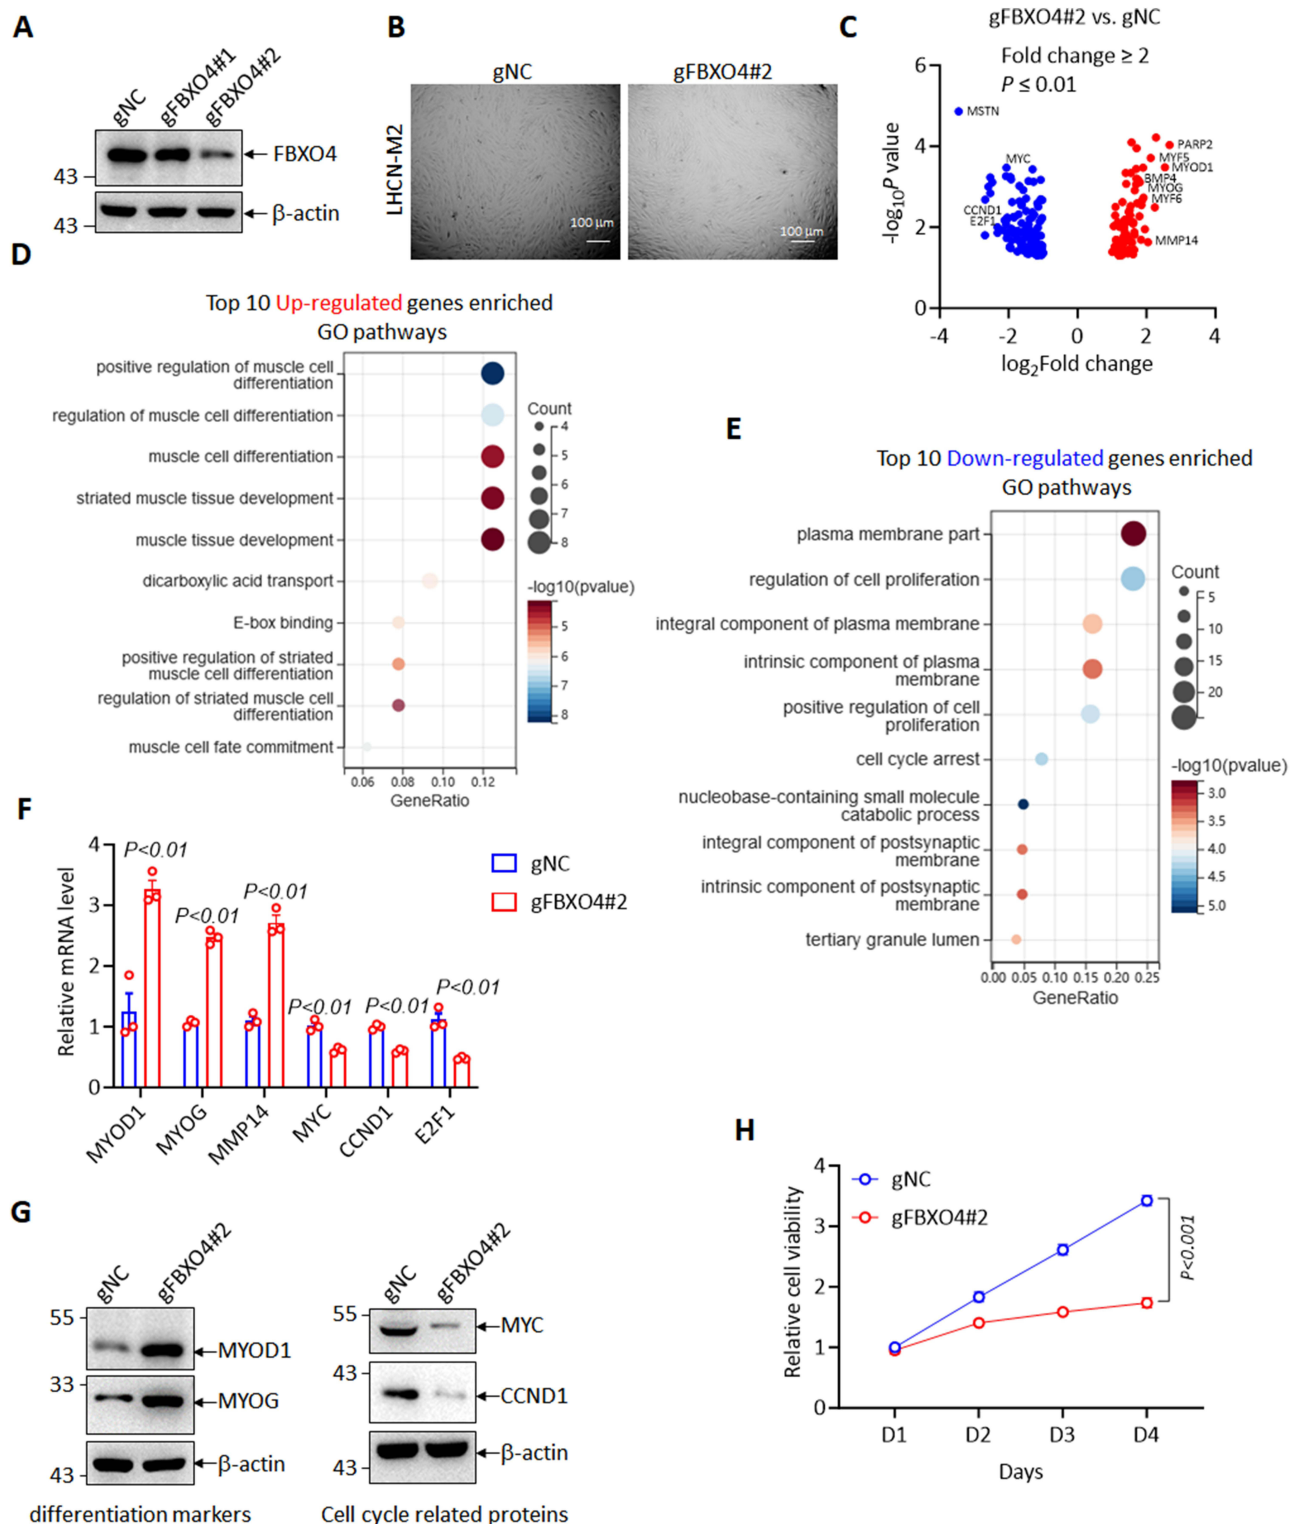 A
gNC
gFBXO4#1
gFBXO4#2
FBXO4
43
β-actin
43
B
gNC
gFBXO4#2
LHCN-M2
100 µm
100 µm
C
gFBXO4#2 vs. gNC
Fold change ≥ 2
P ≤ 0.01
6
4
2
0
-log10P value
MSTN
MYC
CCND1
E2F1
PARP2
MYF5
MYOD1
BMP4
MYOG
MYF6
MMP14
-4
-2
0
2
4
log2Fold change
D
Top 10 Up-regulated genes enriched
GO pathways
positive regulation of muscle cell
differentiation
regulation of muscle cell differentiation
muscle cell differentiation
striated muscle tissue development
muscle tissue development
dicarboxylic acid transport
E-box binding
positive regulation of striated
muscle cell differentiation
regulation of striated muscle cell
differentiation
muscle cell fate commitment
0.06
0.08
0.10
0.12
GeneRatio
Count
4
5
6
7
8
-log10(pvalue)
5
6
7
8
E
Top 10 Down-regulated genes enriched
GO pathways
plasma membrane part
regulation of cell proliferation
integral component of plasma membrane
intrinsic component of plasma
membrane
positive regulation of cell
proliferation
cell cycle arrest
nucleobase-containing small molecule
catabolic process
integral component of postsynaptic
membrane
intrinsic component of postsynaptic
membrane
tertiary granule lumen
0.00
0.05
0.10
0.15
0.20
0.25
GeneRatio
Count
5
10
15
20
-log10(pvalue)
3.0
3.5
4.0
4.5
5.0
F
4
3
2
1
0
Relative mRNA level
P<0.01
P<0.01
P<0.01
P<0.01
P<0.01
P<0.01
gNC
gFBXO4#2
MYOD1
MYOG
MMP14
MYC
CCND1
E2F1
G
gNC
gFBXO4#2
55
MYOD1
33
MYOG
β-actin
43
differentiation markers
gNC
gFBXO4#2
55
MYC
43
CCND1
β-actin
43
Cell cycle related proteins
H
4
3
2
1
0
Relative cell viability
gNC
gFBXO4#2
P<0.001
D1
D2
D3
D4
Days